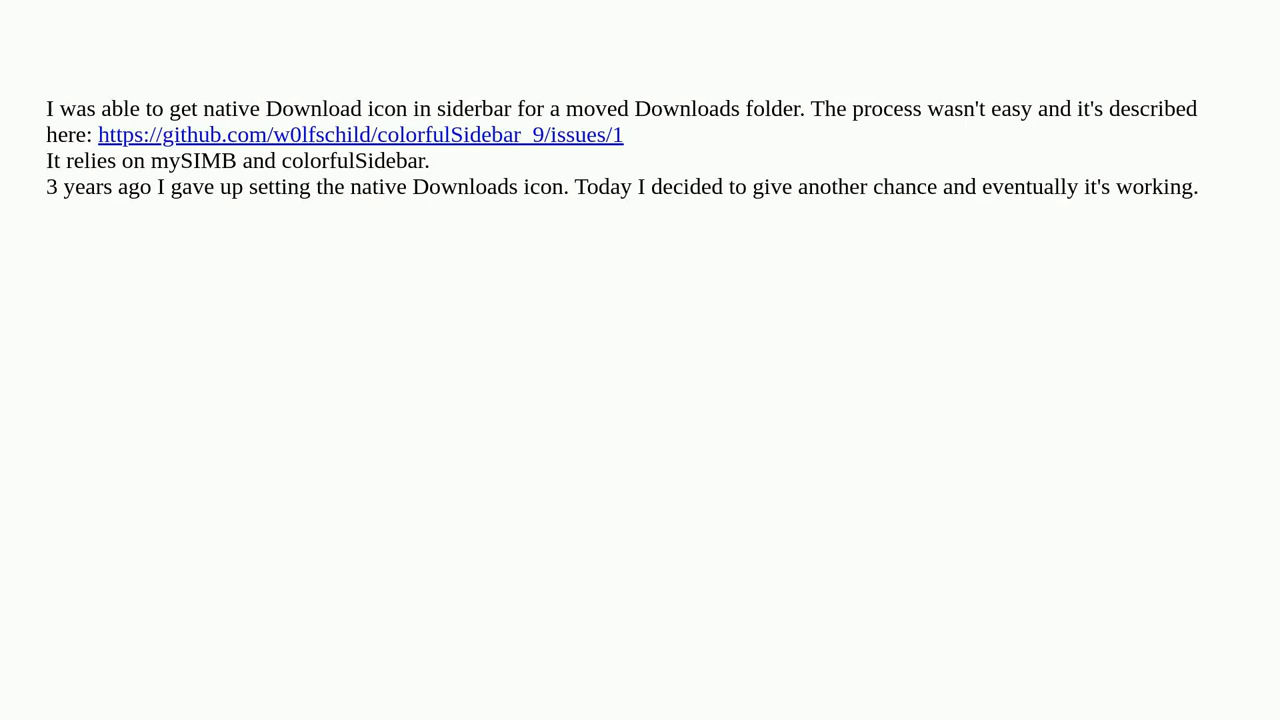 I was able to get native Download icon in siderbar for a moved Downloads folder. The process wasn't easy and it's described
here: https://github.com/w0lfschild/colorfulSidebar_9/issues/1
It relies on mySIMB and colorfulSidebar.
3 years ago I gave up setting the native Downloads icon. Today I decided to give another chance and eventually it's working.